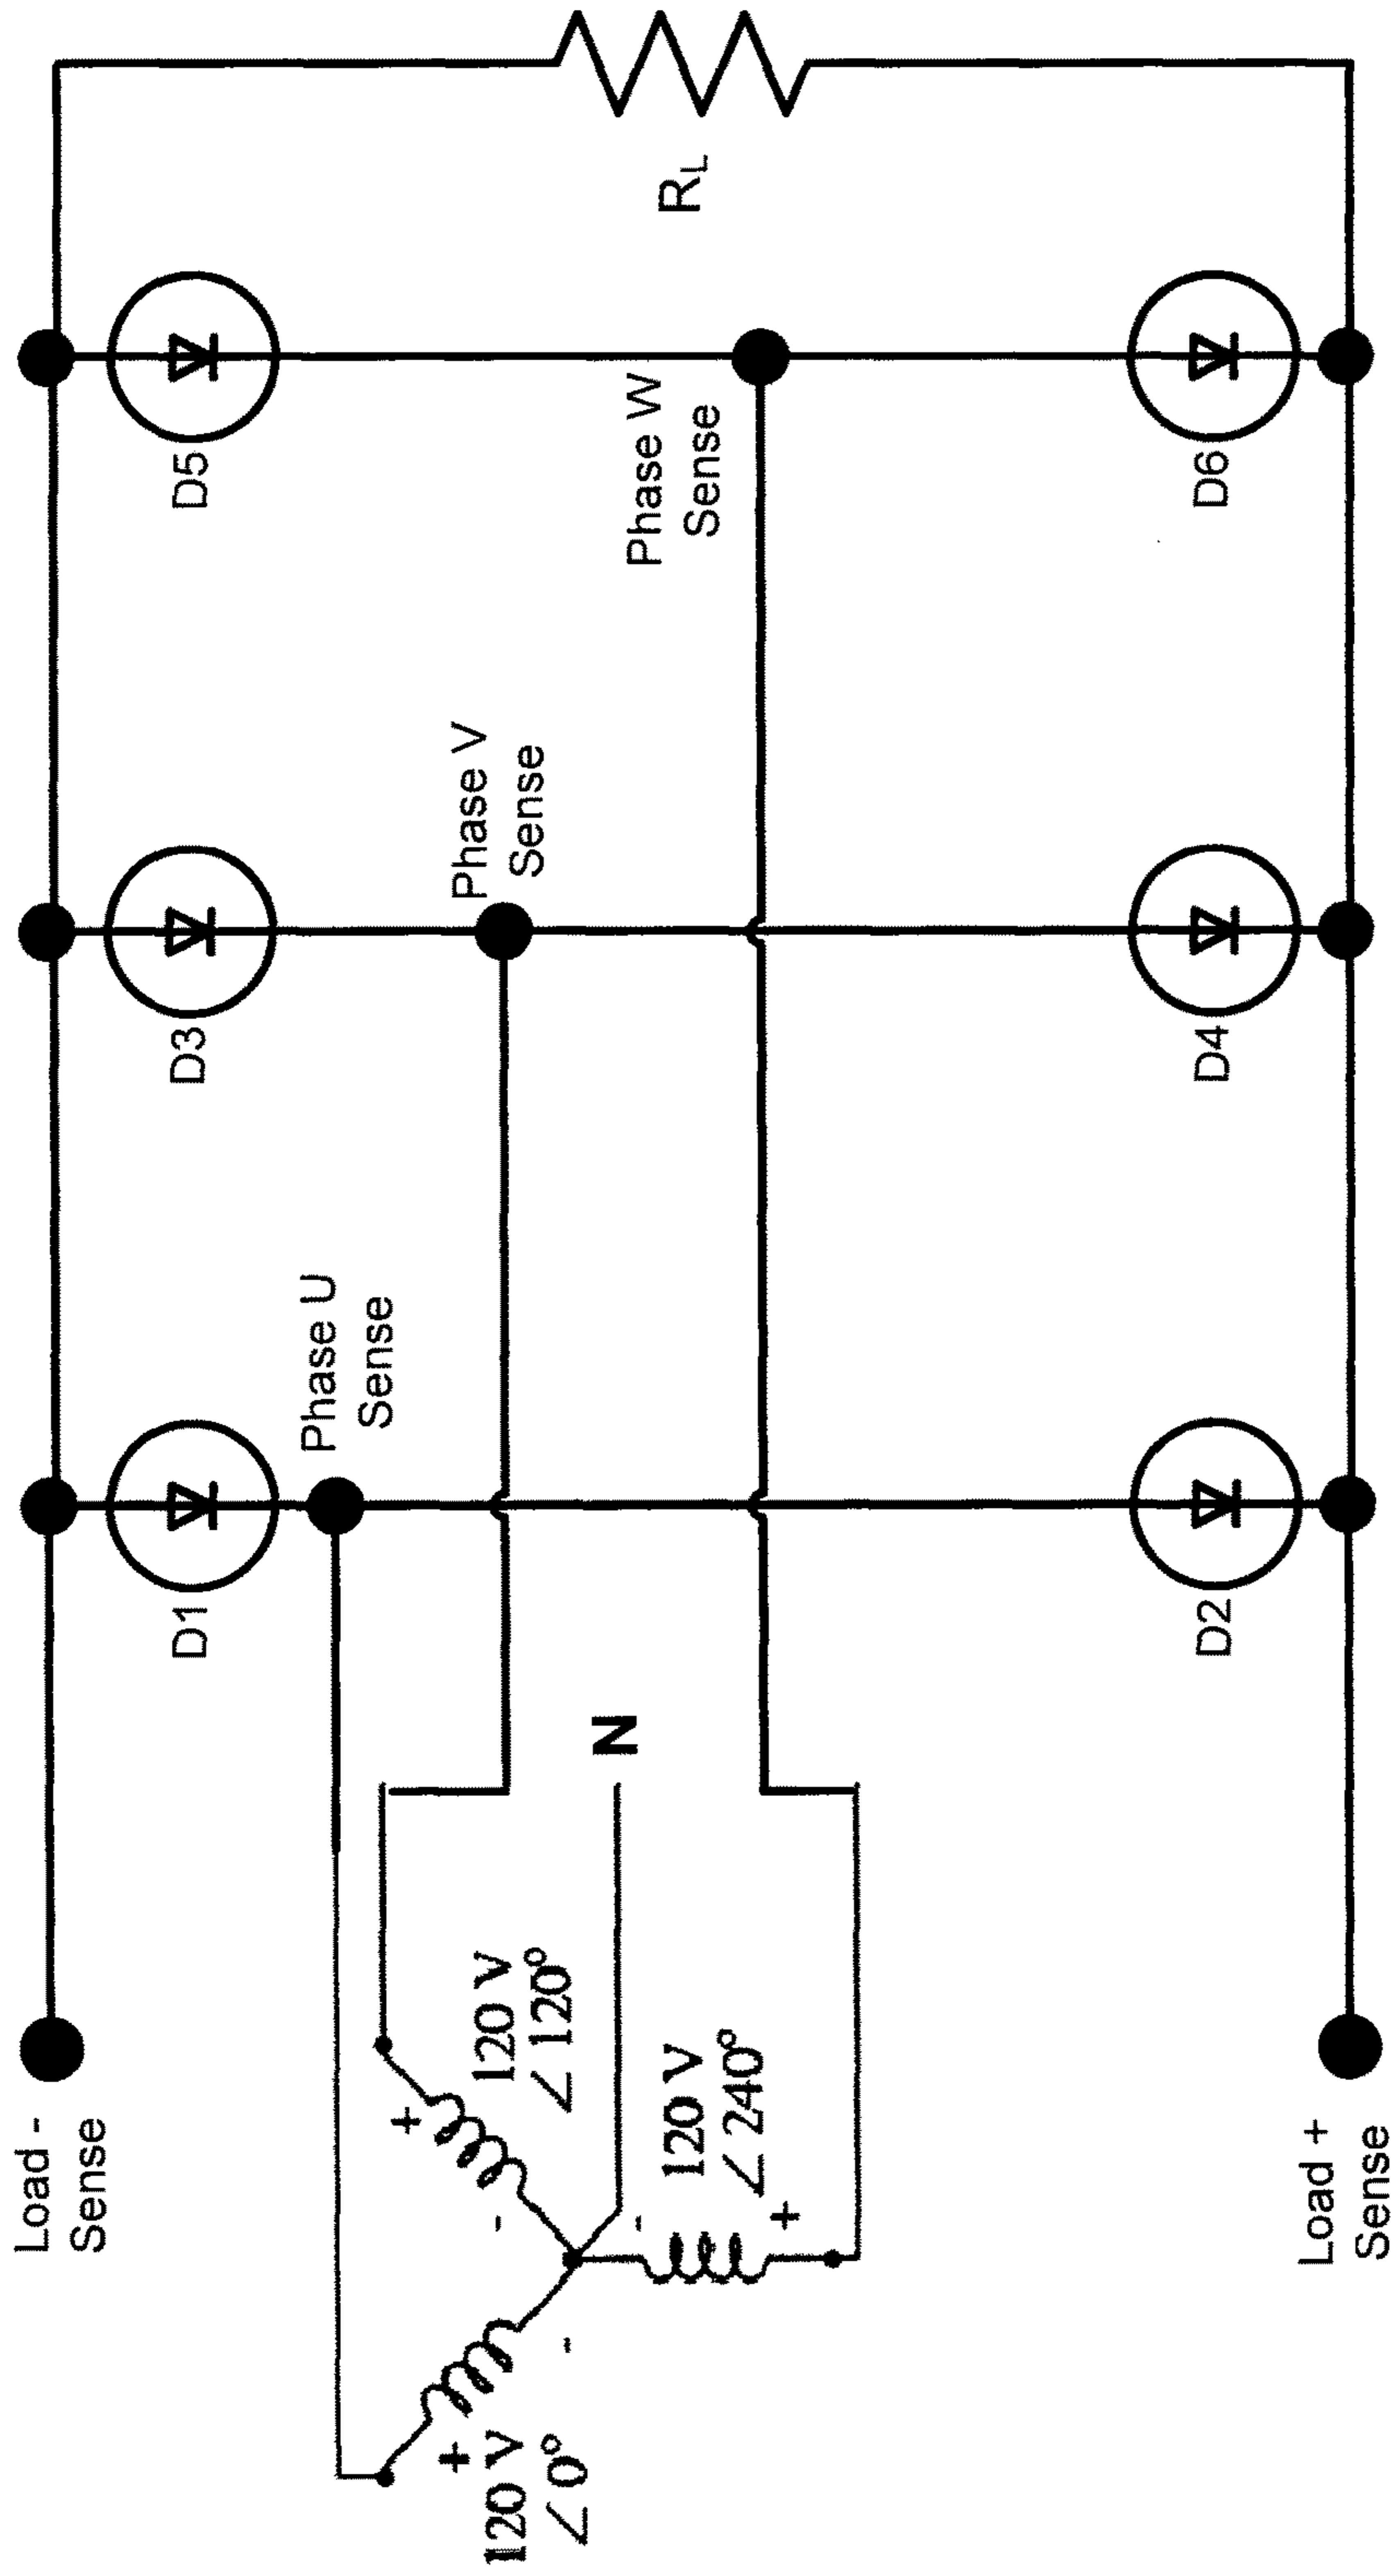 Load -
Sense
D1
D3
D5
Phase U
Sense
Phase V
Sense
Phase W
Sense
120 V
∠ 0°
+
-
120 V
∠ 120°
+
-
N
120 V
∠ 240°
-
+
R_L
D2
D4
D6
Load +
Sense